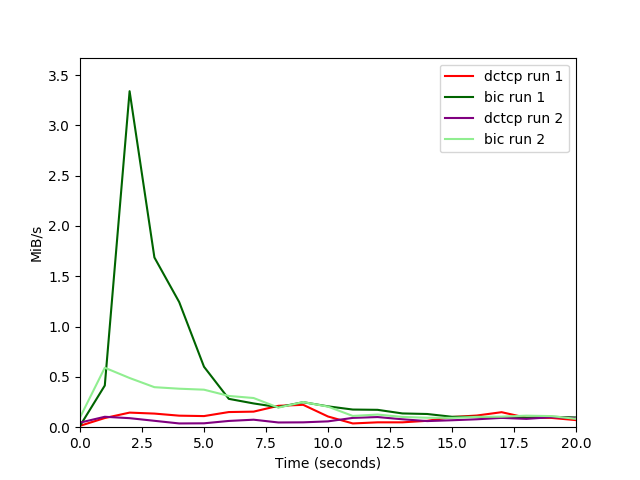 3.5
3.0
2.5
2.0
1.5
1.0
0.5
0.0
MiB/s
dctcp run 1
bic run 1
dctcp run 2
bic run 2
0.0 2.5 5.0 7.5 10.0 12.5 15.0 17.5 20.0
Time (seconds)